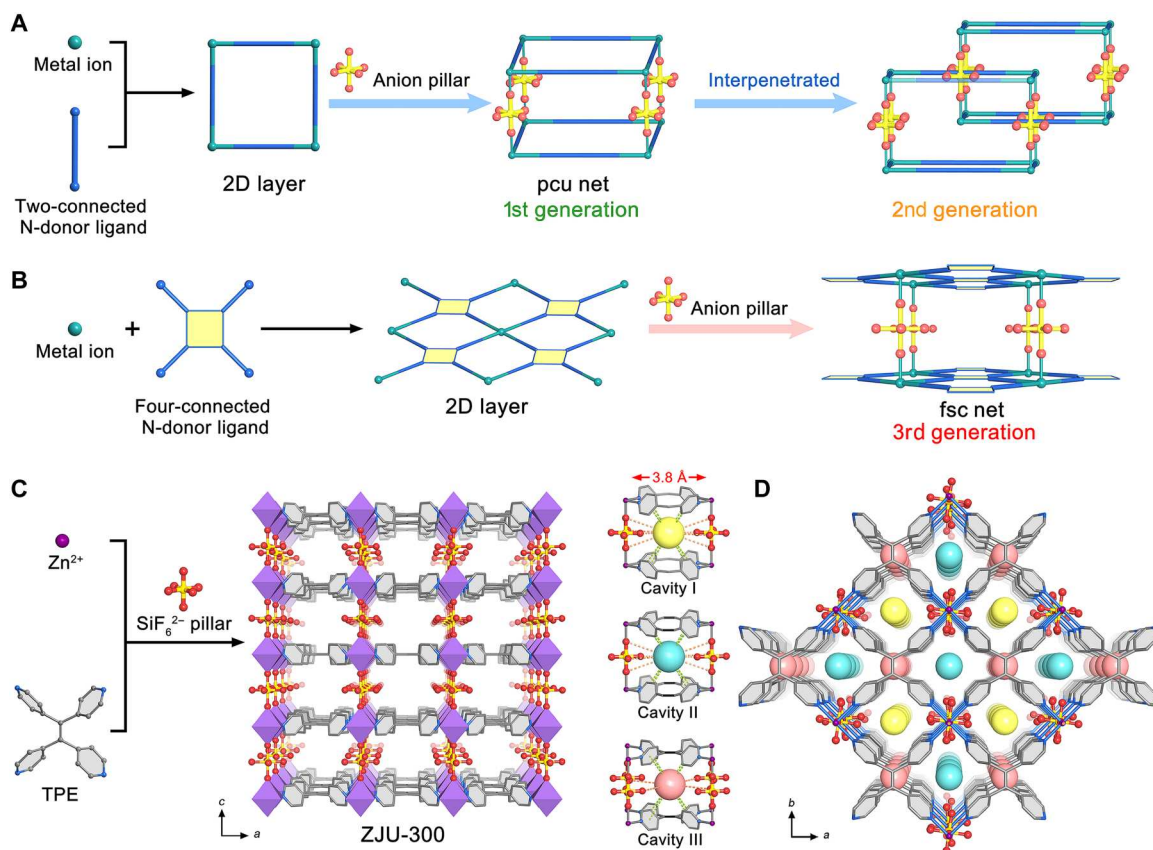 A
Metal ion
Two-connected
N-donor ligand
2D layer
Anion pillar
pcu net
1st generation
Interpenetrated
2nd generation
B
Metal ion
+
Four-connected
N-donor ligand
2D layer
Anion pillar
fsc net
3rd generation
C
Zn2+
SiF62− pillar
TPE
c
a
ZJU-300
3.8 Å
Cavity I
Cavity II
Cavity III
D
b
a